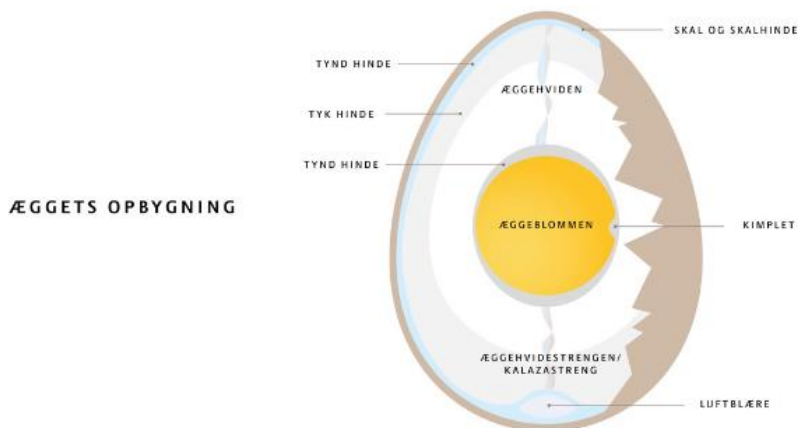 SKAL OG SKALHINDE
TYND HINDE
ÆGGEHVIDEN
TYK HINDE
TYND HINDE
ÆGGETS OPBYGNING
ÆGGEBLOMMEN
KIMPLET
ÆGGEHVIDESTRENGEN/
KALAZASTRENG
LUFTBLÆRE